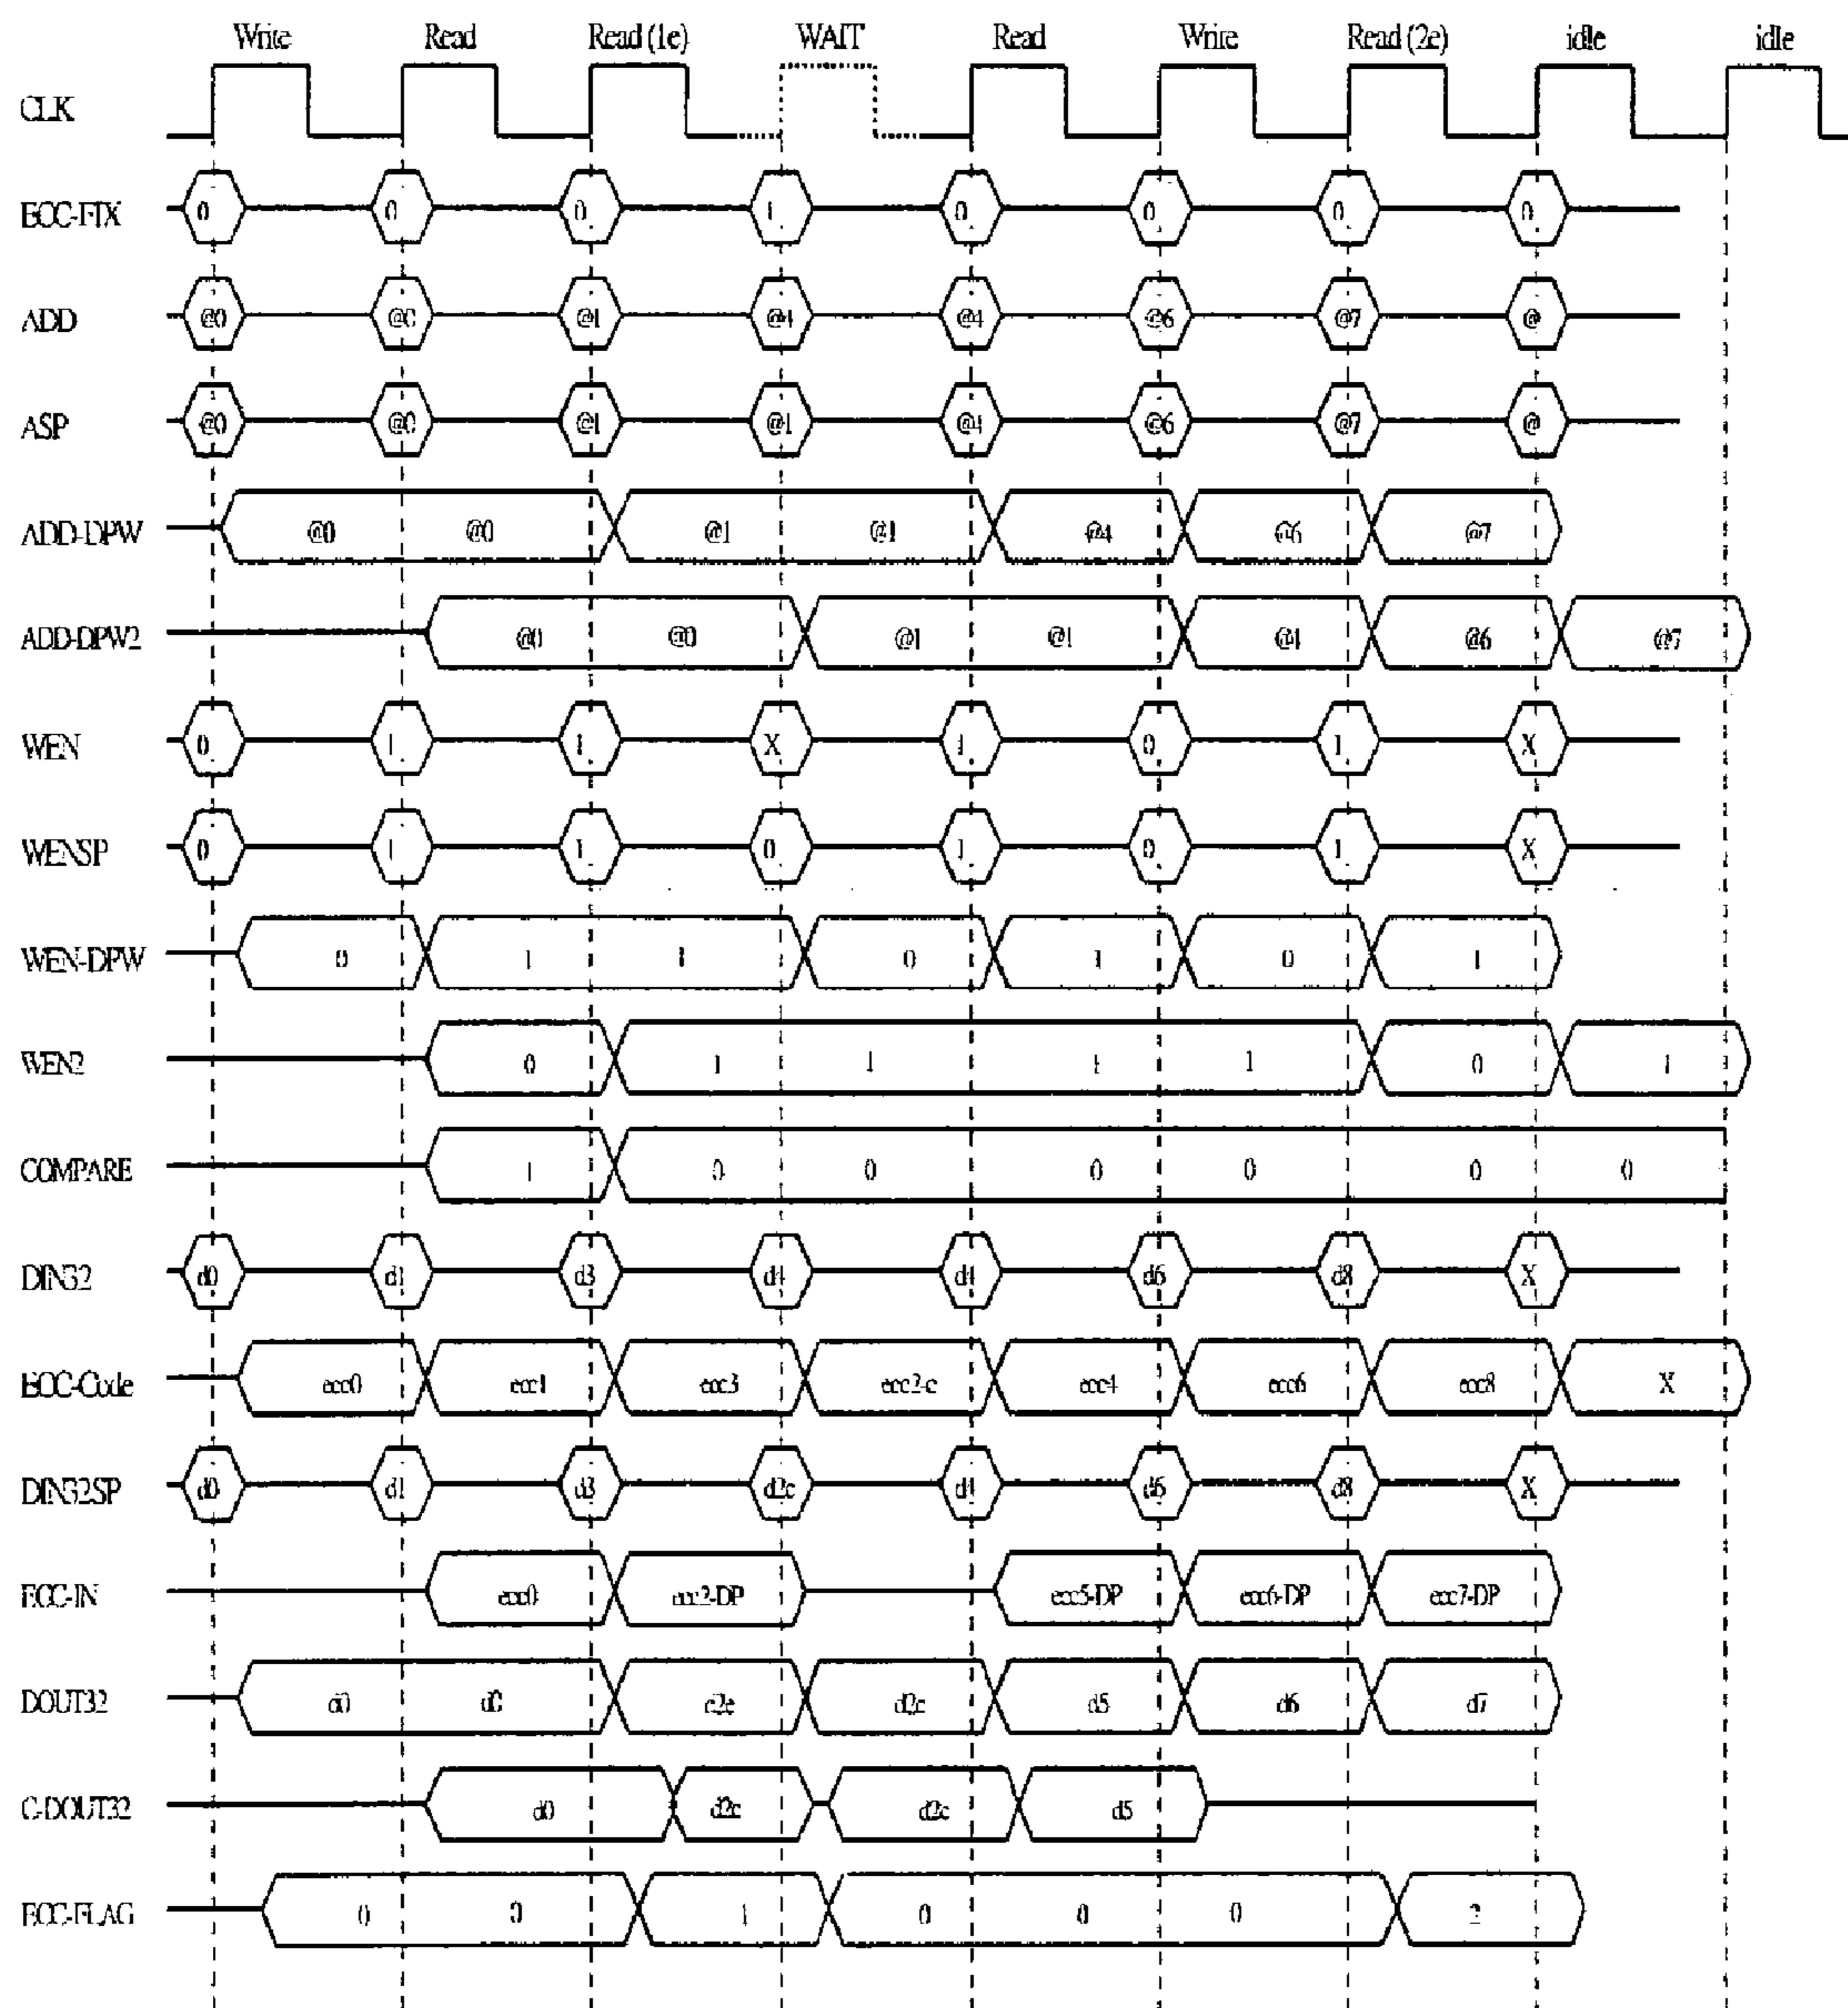 Write Read Read (1e) WAIT Read Write Read (2e) idle idle
CLK
ECC-FIX 0 0 0 1 0 0 0 0
ADD @0 @0 @1 @4 @4 @6 @7 @
ASP @0 @0 @1 @1 @4 @6 @7 @
ADD-DPW @0 @0 @1 @1 @4 @6 @7
ADD-DPW2 @0 @0 @1 @1 @4 @6 @7
WEN 0 1 1 X 1 0 1 X
WENSP 0 1 1 0 1 0 1 X
WEN-DPW 0 1 1 0 1 0 1
WEN2 0 1 1 1 1 0 1
COMPARE 1 0 0 0 0 0 0
DIN32 d0 d1 d3 d4 d4 d6 d8 X
ECC-Code ecc0 ecc1 ecc3 ecc2-c ecc4 ecc6 ecc8 X
DIN32SP d0 d1 d3 d2c d4 d6 d8 X
ECC-IN ecc0 ecc2-DP ecc5-DP ecc6-DP ecc7-DP
DOUT32 d0 d0 d2e d2c d5 d6 d7
C-DOUT32 d0 d2c d2c d5
ECC-FLAG 0 0 1 0 0 0 2